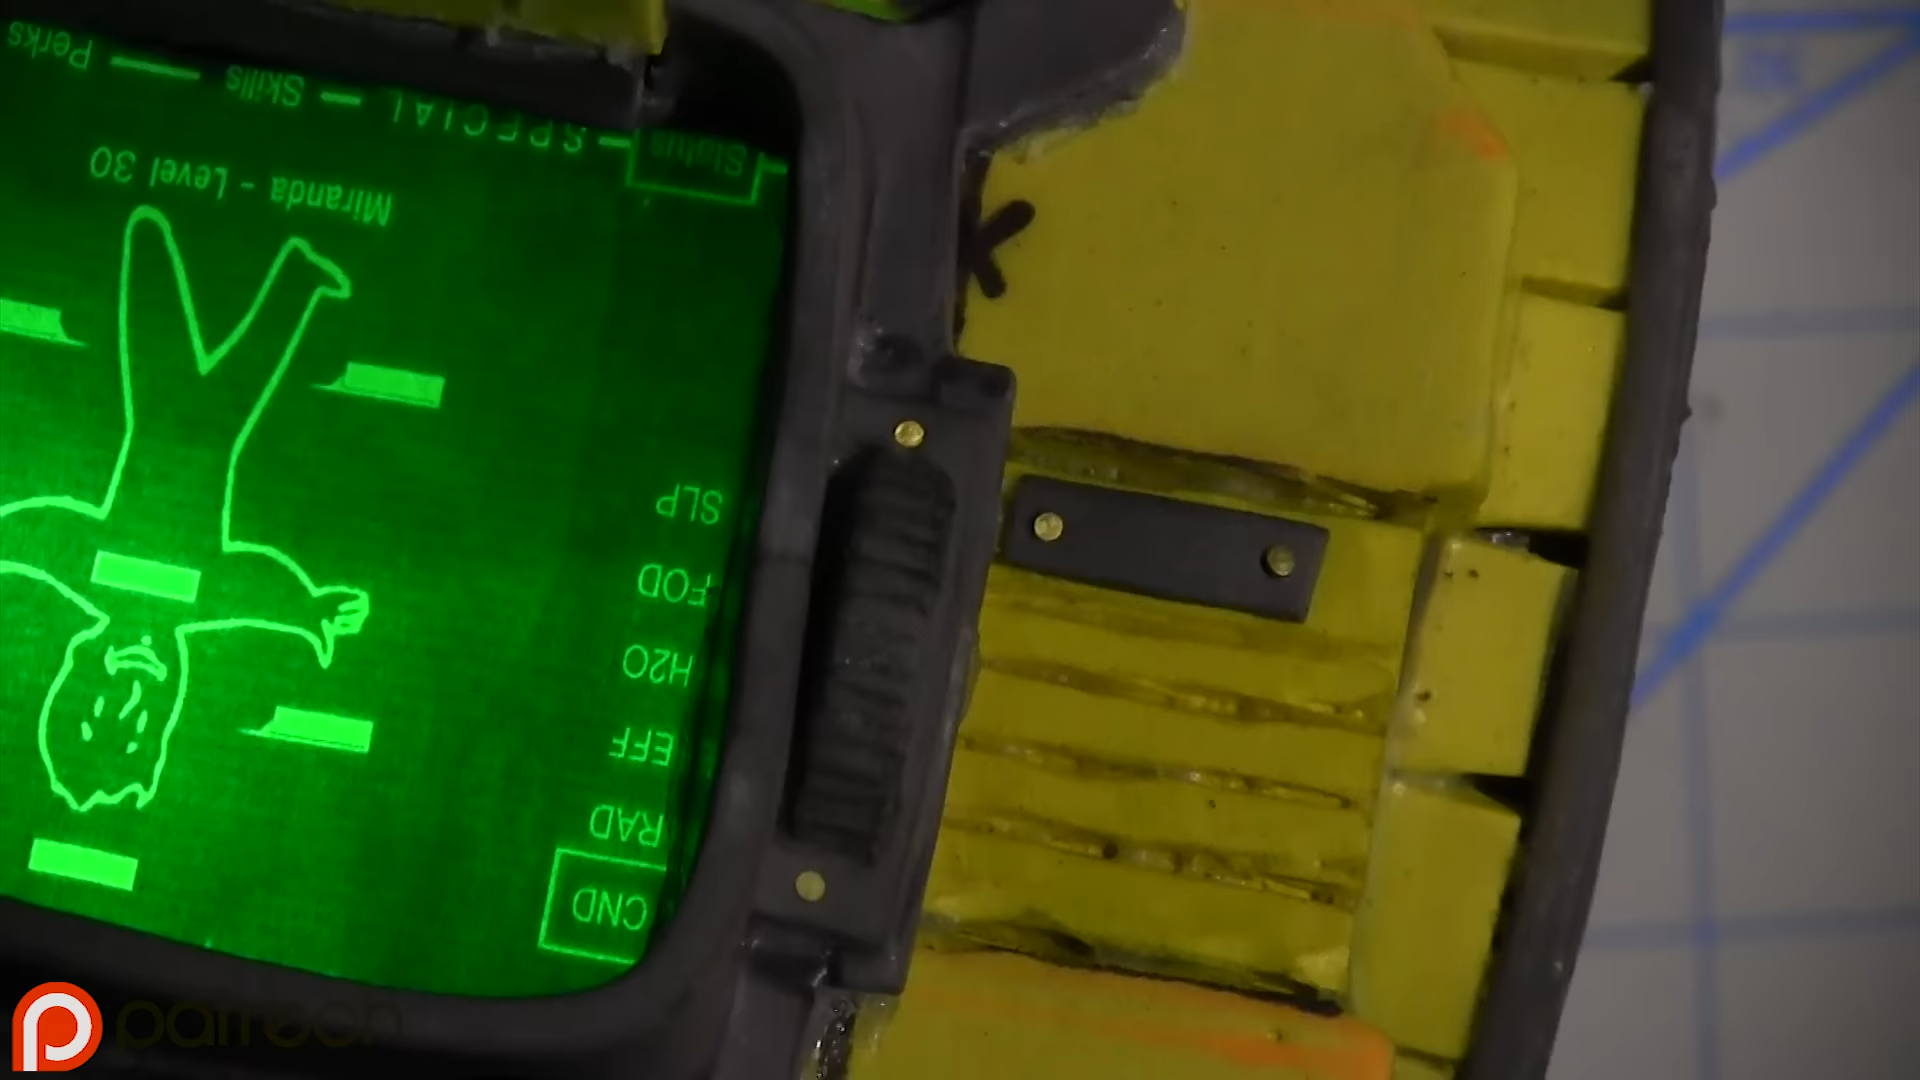 CND
RAD
EFF
H2O
FOD
SLP
Miranda - Level 30
Status — SPECIAL — Skills — Perks
K
patreon